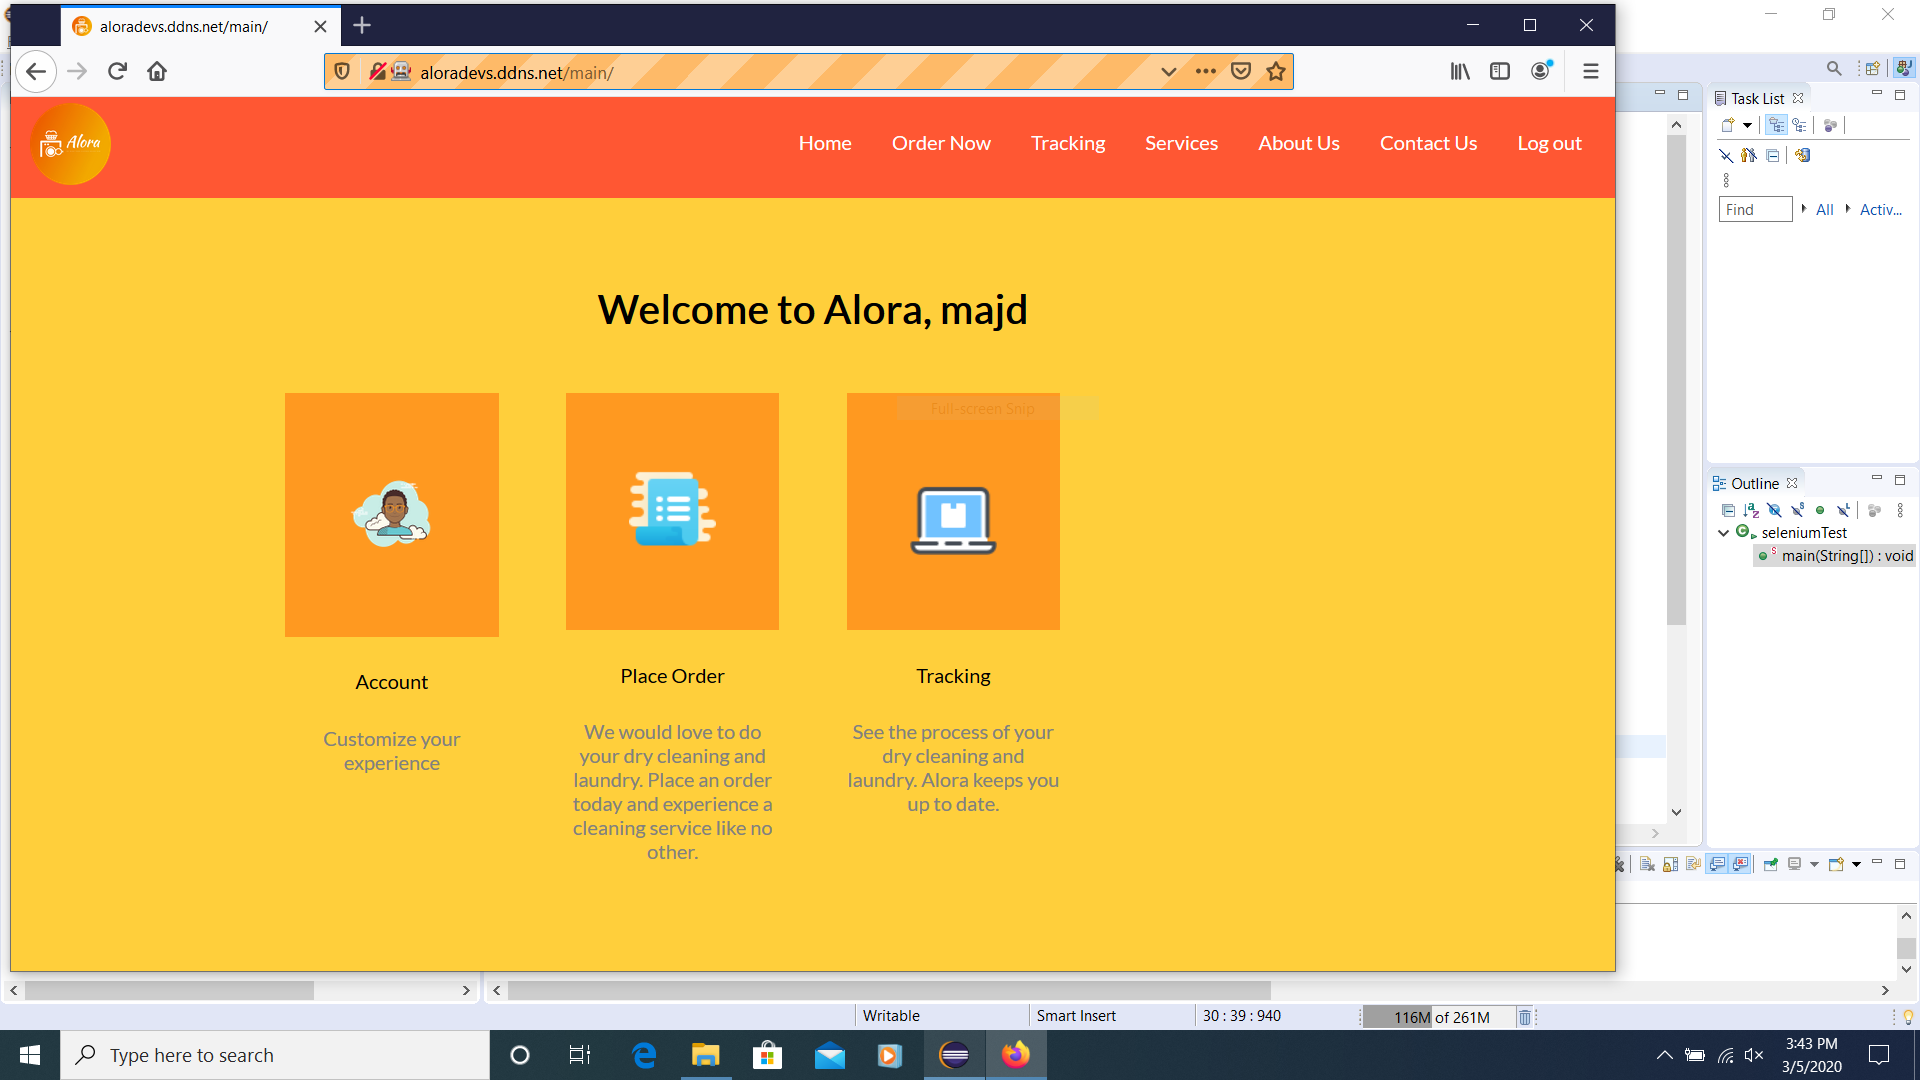 aloradevs.ddns.net/main/
aloradevs.ddns.net/main/
Alora
Home
Order Now
Tracking
Services
About Us
Contact Us
Log out
Welcome to Alora, majd
Full-screen Snip
Account
Customize your
experience
Place Order
We would love to do
your dry cleaning and
laundry. Place an order
today and experience a
cleaning service like no
other.
Tracking
See the process of your
dry cleaning and
laundry. Alora keeps you
up to date.
Task List
Find
All
Activ...
Outline
seleniumTest
main(String[]) : void
Writable
Smart Insert
30 : 39 : 940
116M of 261M
Type here to search
3:43 PM
3/5/2020